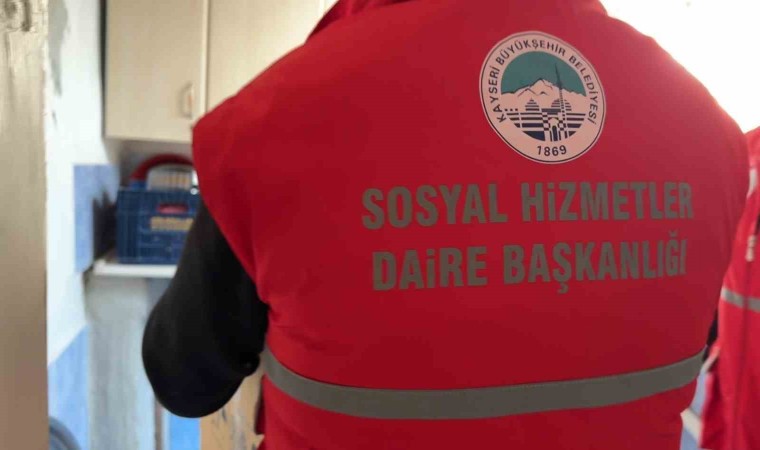 KAYSERİ BÜYÜKŞEHİR BELEDİYESİ
1869
SOSYAL HİZMETLER
DAİRE BAŞKANLIĞI